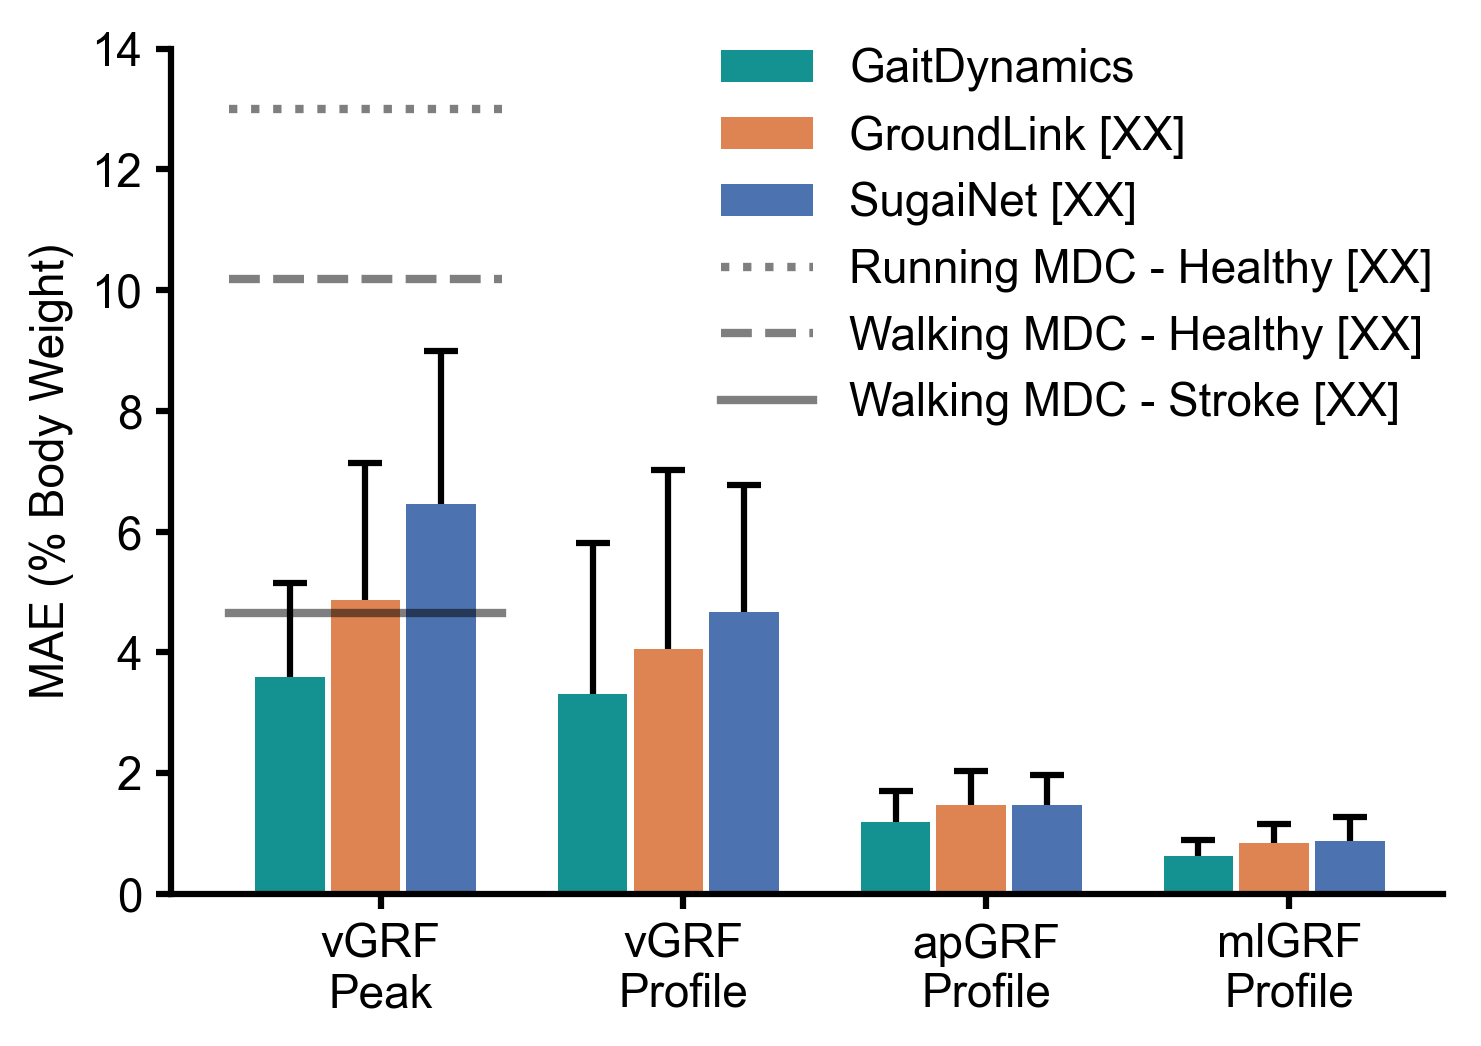 14
12
10
8
6
4
2
0
MAE (% Body Weight)
GaitDynamics
GroundLink [XX]
SugaiNet [XX]
Running MDC - Healthy [XX]
Walking MDC - Healthy [XX]
Walking MDC - Stroke [XX]
vGRF
Peak
vGRF
Profile
apGRF
Profile
mlGRF
Profile